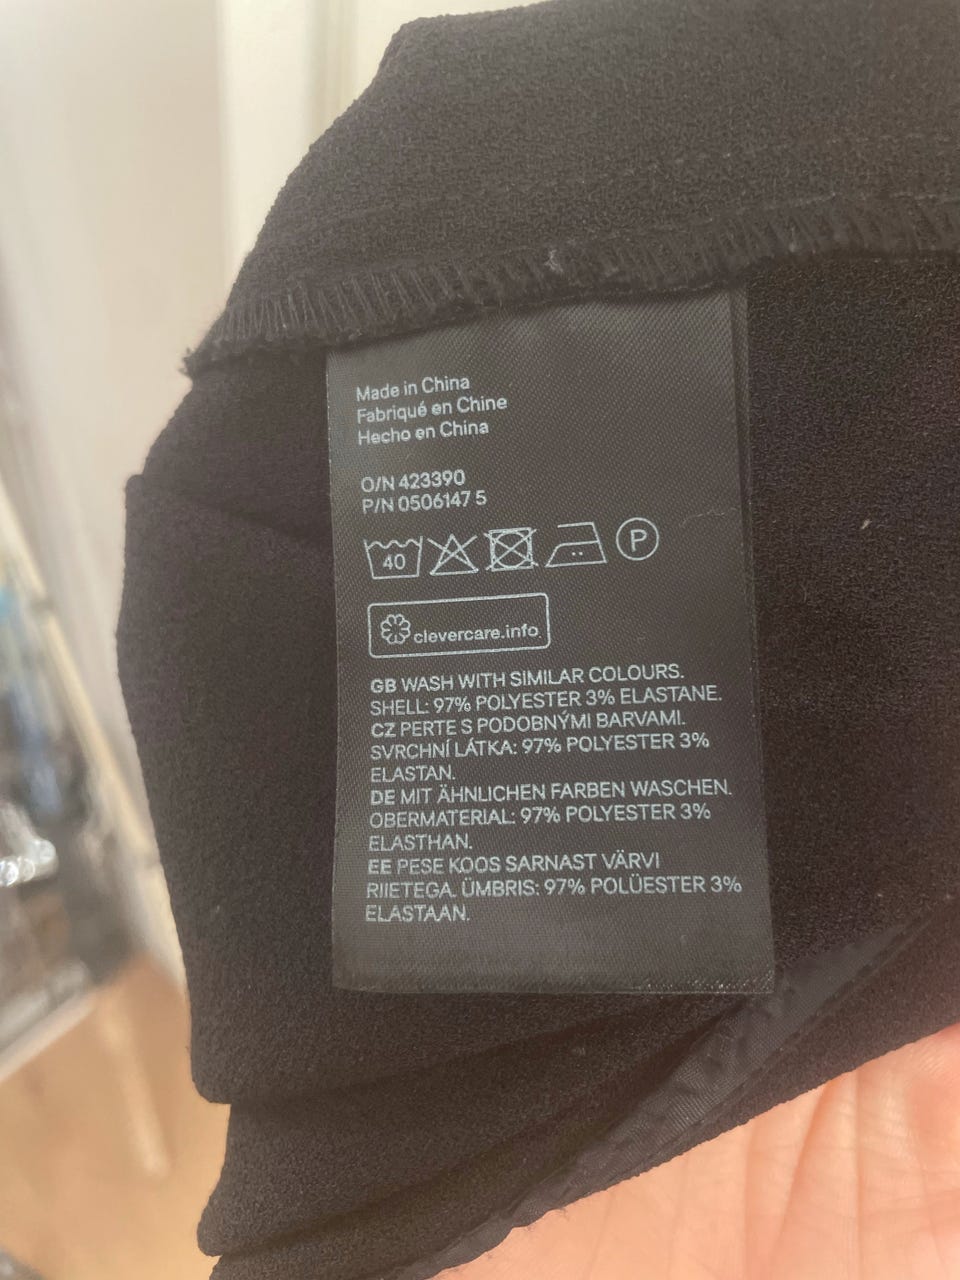 Made in China
Fabriqué en Chine
Hecho en China
O/N 423390
P/N 0506147 5
40 P
clevercare.info
GB WASH WITH SIMILAR COLOURS.
SHELL: 97% POLYESTER 3% ELASTANE.
CZ PERTE S PODOBNÝMI BARVAMI.
SVRCHNÍ LÁTKA: 97% POLYESTER 3%
ELASTAN.
DE MIT ÄHNLICHEN FARBEN WASCHEN.
OBERMATERIAL: 97% POLYESTER 3%
ELASTHAN.
EE PESE KOOS SARNAST VÄRVI
RIIETEGA. ÜMBRIS: 97% POLÜESTER 3%
ELASTAAN.